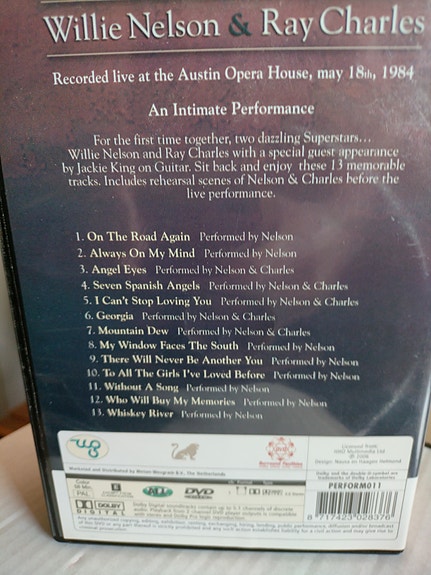 Willie Nelson & Ray Charles
Recorded live at the Austin Opera House, may 18th, 1984
An Intimate Performance
For the first time together, two dazzling Superstars...
Willie Nelson and Ray Charles with a special guest appearance
by Jackie King on Guitar. Sit back and enjoy these 13 memorable
tracks. Includes rehearsal scenes of Nelson & Charles before the
live performance.
1. On The Road Again Performed by Nelson
2. Always On My Mind Performed by Nelson
3. Angel Eyes Performed by Nelson & Charles
4. Seven Spanish Angels Performed by Nelson & Charles
5. I Can't Stop Loving You Performed by Nelson & Charles
6. Georgia Performed by Nelson & Charles
7. Mountain Dew Performed by Nelson & Charles
8. My Window Faces The South Performed by Nelson
9. There Will Never Be Another You Performed by Nelson
10. To All The Girls I've Loved Before Performed by Nelson
11. Without A Song Performed by Nelson
12. Who Will Buy My Memories Performed by Nelson
13. Whiskey River Performed by Nelson
PAL
ALL
DVD
DOLBY
DIGITAL
PERFORM011
8 717423 028376